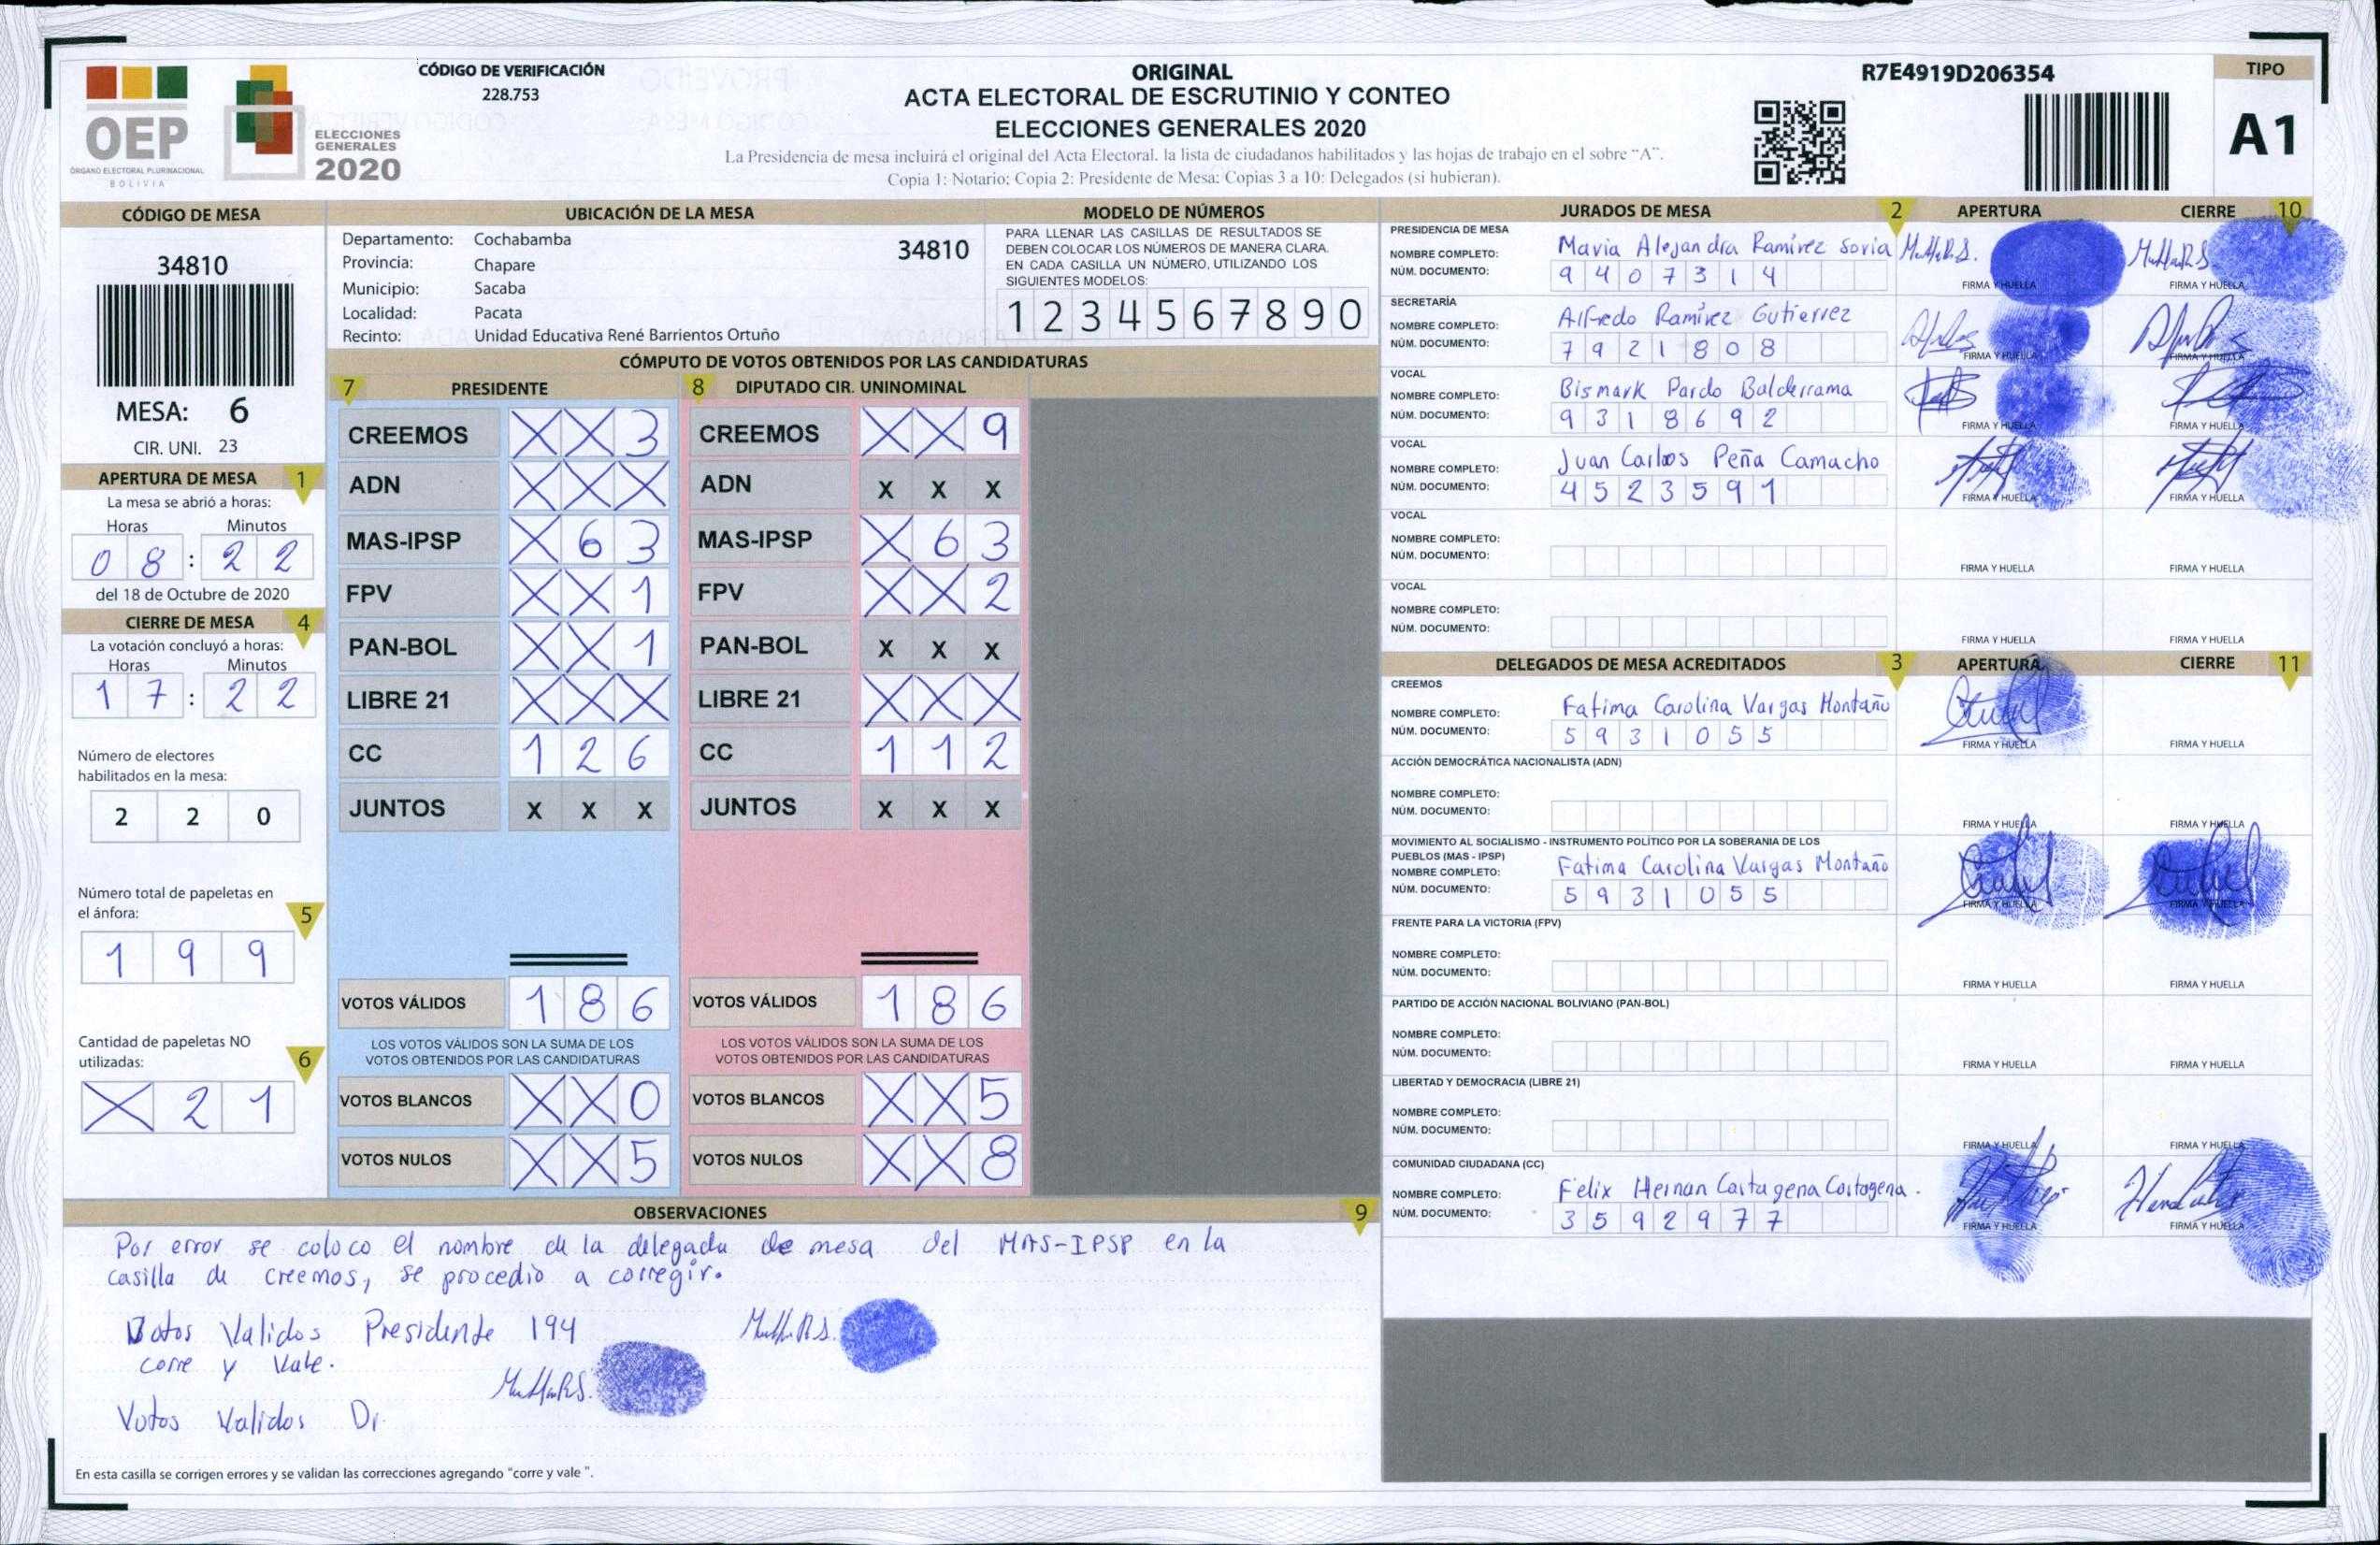 OEP
ÓRGANO ELECTORAL PLURINACIONAL
BOLIVIA
ELECCIONES
GENERALES
2020
CÓDIGO DE VERIFICACIÓN
228.753
ORIGINAL
ACTA ELECTORAL DE ESCRUTINIO Y CONTEO
ELECCIONES GENERALES 2020
La Presidencia de mesa incluirá el original del Acta Electoral, la lista de ciudadanos habilitados y las hojas de trabajo en el sobre “A”.
Copia 1: Notario; Copia 2: Presidente de Mesa; Copias 3 a 10: Delegados (si hubieran).
R7E4919D206354
TIPO
A1
CÓDIGO DE MESA
34810
MESA: 6
CIR. UNI. 23
APERTURA DE MESA 1
La mesa se abrió a horas:
Horas Minutos
08 : 22
del 18 de Octubre de 2020
CIERRE DE MESA 4
La votación concluyó a horas:
Horas Minutos
17 : 22
Número de electores
habilitados en la mesa:
2 2 0
Número total de papeletas en
el ánfora: 5
1 9 9
Cantidad de papeletas NO
utilizadas: 6
X 2 1
UBICACIÓN DE LA MESA
Departamento: Cochabamba 34810
Provincia: Chapare
Municipio: Sacaba
Localidad: Pacata
Recinto: Unidad Educativa René Barrientos Ortuño
MODELO DE NÚMEROS
PARA LLENAR LAS CASILLAS DE RESULTADOS SE
DEBEN COLOCAR LOS NÚMEROS DE MANERA CLARA.
EN CADA CASILLA UN NÚMERO, UTILIZANDO LOS
SIGUIENTES MODELOS:
1 2 3 4 5 6 7 8 9 0
CÓMPUTO DE VOTOS OBTENIDOS POR LAS CANDIDATURAS
7 PRESIDENTE
CREEMOS X X 3
ADN X X X
MAS-IPSP X 6 3
FPV X X 1
PAN-BOL X X 1
LIBRE 21 X X X
CC 1 2 6
JUNTOS X X X
VOTOS VÁLIDOS 1 8 6
LOS VOTOS VÁLIDOS SON LA SUMA DE LOS
VOTOS OBTENIDOS POR LAS CANDIDATURAS
VOTOS BLANCOS X X 0
VOTOS NULOS X X 5
8 DIPUTADO CIR. UNINOMINAL
CREEMOS X X 9
ADN X X X
MAS-IPSP X 6 3
FPV X X 2
PAN-BOL X X X
LIBRE 21 X X X
CC 1 1 2
JUNTOS X X X
VOTOS VÁLIDOS 1 8 6
LOS VOTOS VÁLIDOS SON LA SUMA DE LOS
VOTOS OBTENIDOS POR LAS CANDIDATURAS
VOTOS BLANCOS X X 5
VOTOS NULOS X X 8
OBSERVACIONES 9
Por error se coloco el nombre de la delegada de mesa del MAS-IPSP en la
casilla de creemos, se procedio a corregir.
Votos Validos Presidente 194
corre y Vale.
Votos Validos Di
En esta casilla se corrigen errores y se validan las correcciones agregando "corre y vale ".
JURADOS DE MESA 2 APERTURA CIERRE 10
PRESIDENCIA DE MESA
NOMBRE COMPLETO: Maria Alejandra Ramirez Soria
NÚM. DOCUMENTO: 9407314
FIRMA Y HUELLA FIRMA Y HUELLA
SECRETARÍA
NOMBRE COMPLETO: Alfredo Ramirez Gutierrez
NÚM. DOCUMENTO: 7921808
FIRMA Y HUELLA FIRMA Y HUELLA
VOCAL
NOMBRE COMPLETO: Bismark Pardo Balderrama
NÚM. DOCUMENTO: 9318692
FIRMA Y HUELLA FIRMA Y HUELLA
VOCAL
NOMBRE COMPLETO: Juan Carlos Peña Camacho
NÚM. DOCUMENTO: 4523591
FIRMA Y HUELLA FIRMA Y HUELLA
VOCAL
NOMBRE COMPLETO:
NÚM. DOCUMENTO:
FIRMA Y HUELLA FIRMA Y HUELLA
VOCAL
NOMBRE COMPLETO:
NÚM. DOCUMENTO:
FIRMA Y HUELLA FIRMA Y HUELLA
DELEGADOS DE MESA ACREDITADOS 3 APERTURA CIERRE 11
CREEMOS
NOMBRE COMPLETO: Fatima Carolina Vargas Montaño
NÚM. DOCUMENTO: 5931055
FIRMA Y HUELLA FIRMA Y HUELLA
ACCIÓN DEMOCRÁTICA NACIONALISTA (ADN)
NOMBRE COMPLETO:
NÚM. DOCUMENTO:
FIRMA Y HUELLA FIRMA Y HUELLA
MOVIMIENTO AL SOCIALISMO - INSTRUMENTO POLÍTICO POR LA SOBERANIA DE LOS
PUEBLOS (MAS - IPSP)
NOMBRE COMPLETO: Fatima Carolina Vargas Montaño
NÚM. DOCUMENTO: 5931055
FIRMA Y HUELLA FIRMA Y HUELLA
FRENTE PARA LA VICTORIA (FPV)
NOMBRE COMPLETO:
NÚM. DOCUMENTO:
FIRMA Y HUELLA FIRMA Y HUELLA
PARTIDO DE ACCIÓN NACIONAL BOLIVIANO (PAN-BOL)
NOMBRE COMPLETO:
NÚM. DOCUMENTO:
FIRMA Y HUELLA FIRMA Y HUELLA
LIBERTAD Y DEMOCRACIA (LIBRE 21)
NOMBRE COMPLETO:
NÚM. DOCUMENTO:
FIRMA Y HUELLA FIRMA Y HUELLA
COMUNIDAD CIUDADANA (CC)
NOMBRE COMPLETO: Felix Hernan Cartagena Cartagena.
NÚM. DOCUMENTO: 3592977
FIRMA Y HUELLA FIRMA Y HUELLA